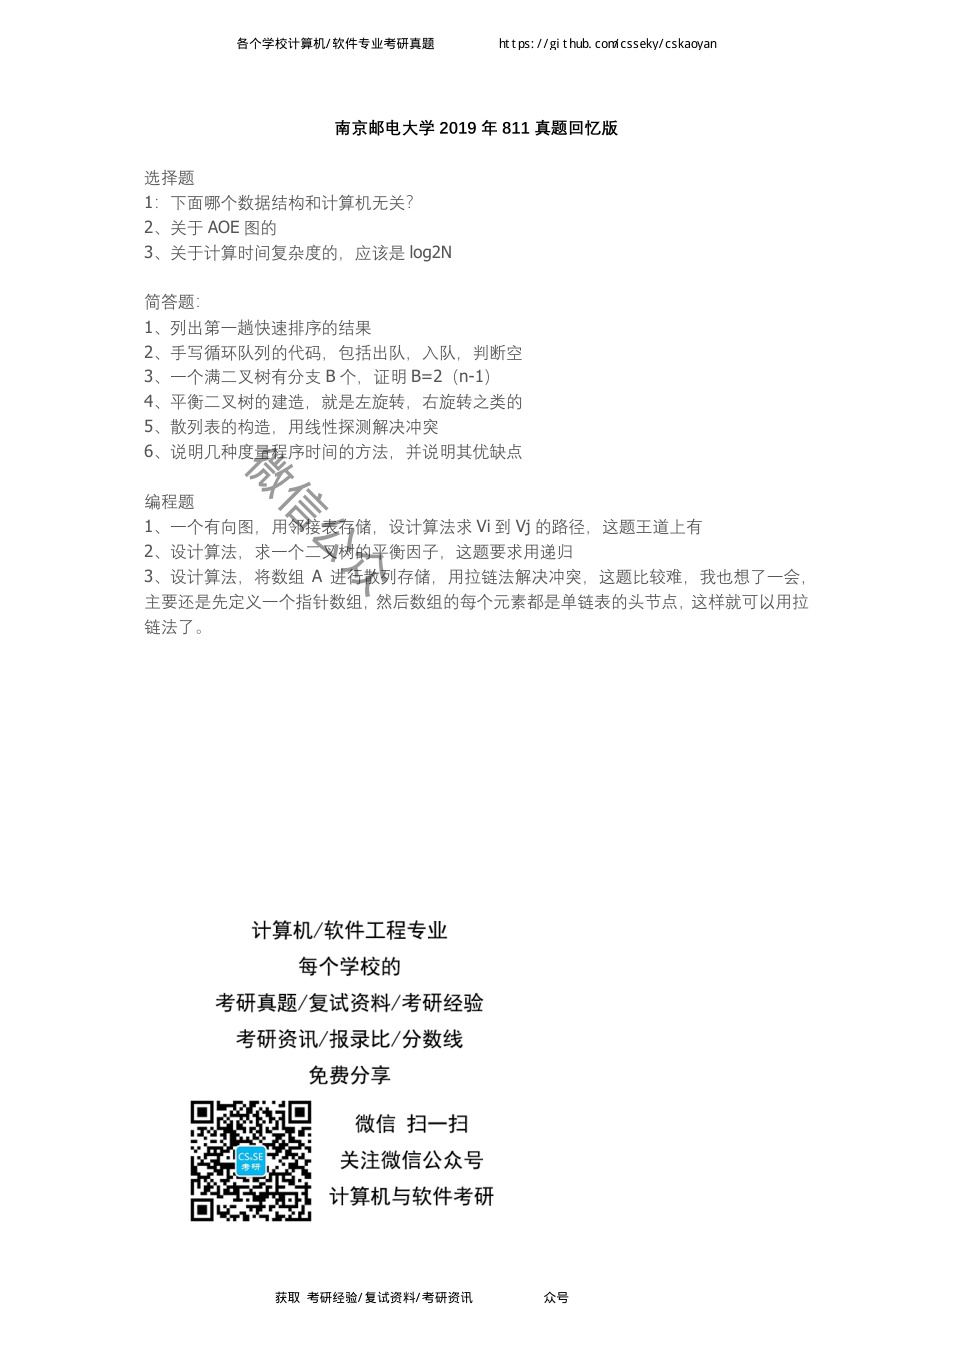 各个学校计算机/软件专业考研真题 https://github.com/csseky/cskaoyan
南京邮电大学 2019 年 811 真题回忆版
选择题
1：下面哪个数据结构和计算机无关？
2、关于 AOE 图的
3、关于计算时间复杂度的，应该是 log2N
简答题：
1、列出第一趟快速排序的结果
2、手写循环队列的代码，包括出队，入队，判断空
3、一个满二叉树有分支 B 个，证明 B=2（n-1）
4、平衡二叉树的建造，就是左旋转，右旋转之类的
5、散列表的构造，用线性探测解决冲突
6、说明几种度量程序时间的方法，并说明其优缺点
微信公众
编程题
1、一个有向图，用邻接表存储，设计算法求 Vi 到 Vj 的路径，这题王道上有
2、设计算法，求一个二叉树的平衡因子，这题要求用递归
3、设计算法，将数组 A 进行散列存储，用拉链法解决冲突，这题比较难，我也想了一会，
主要还是先定义一个指针数组，然后数组的每个元素都是单链表的头节点，这样就可以用拉
链法了。
计算机/软件工程专业
每个学校的
考研真题/复试资料/考研经验
考研资讯/报录比/分数线
免费分享
CS&SE
考研
微信 扫一扫
关注微信公众号
计算机与软件考研
获取 考研经验/复试资料/考研资讯 众号